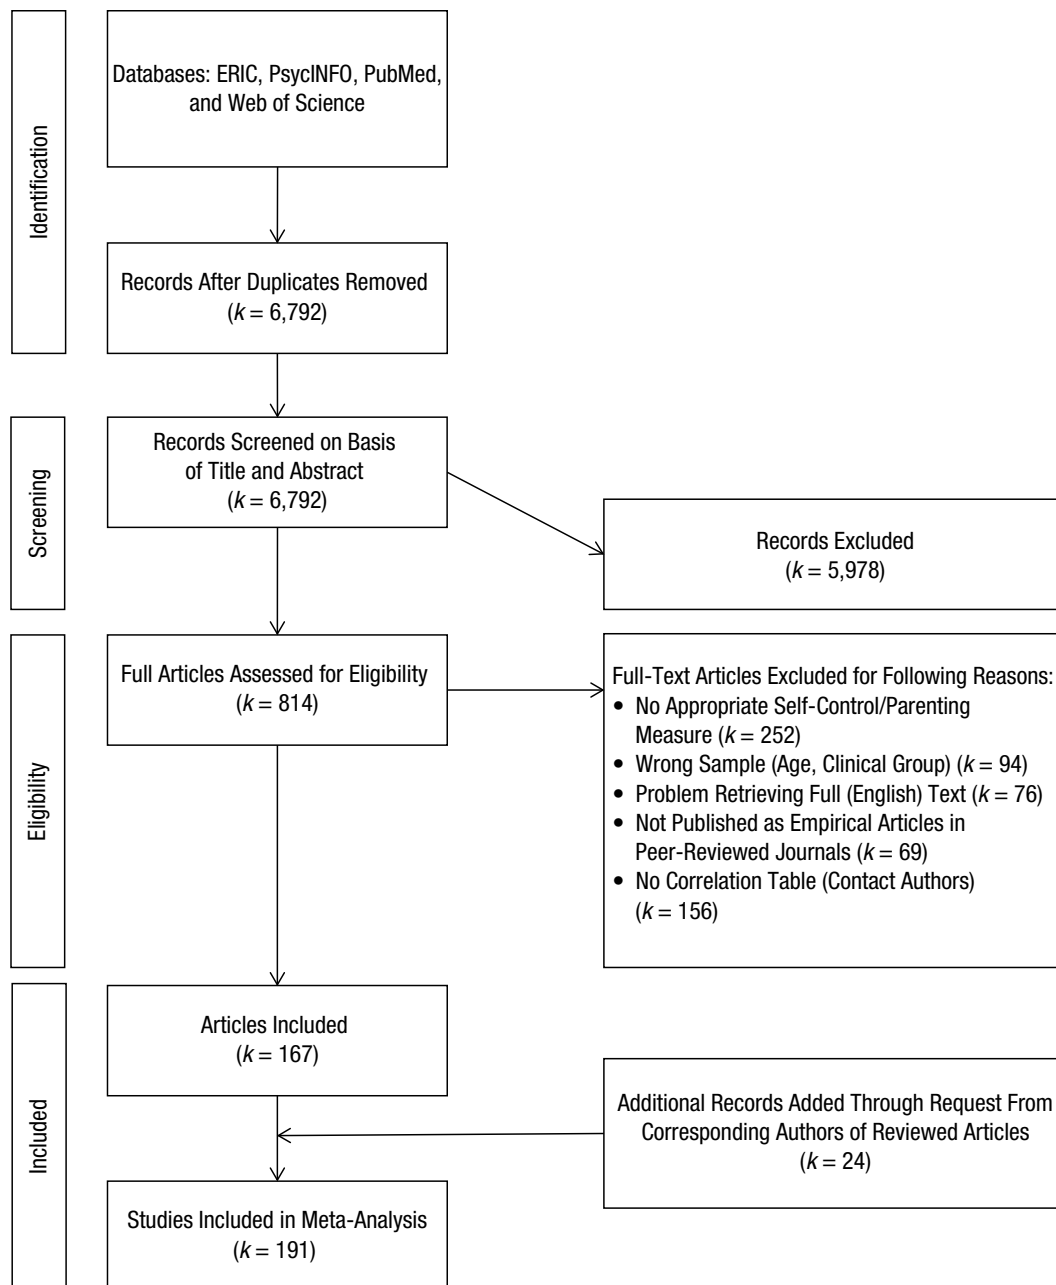 Identification
Databases: ERIC, PsycINFO, PubMed,
and Web of Science
Records After Duplicates Removed
(k = 6,792)
Screening
Records Screened on Basis
of Title and Abstract
(k = 6,792)
Records Excluded
(k = 5,978)
Eligibility
Full Articles Assessed for Eligibility
(k = 814)
Full-Text Articles Excluded for Following Reasons:
• No Appropriate Self-Control/Parenting
Measure (k = 252)
• Wrong Sample (Age, Clinical Group) (k = 94)
• Problem Retrieving Full (English) Text (k = 76)
• Not Published as Empirical Articles in
Peer-Reviewed Journals (k = 69)
• No Correlation Table (Contact Authors)
(k = 156)
Included
Articles Included
(k = 167)
Additional Records Added Through Request From
Corresponding Authors of Reviewed Articles
(k = 24)
Studies Included in Meta-Analysis
(k = 191)